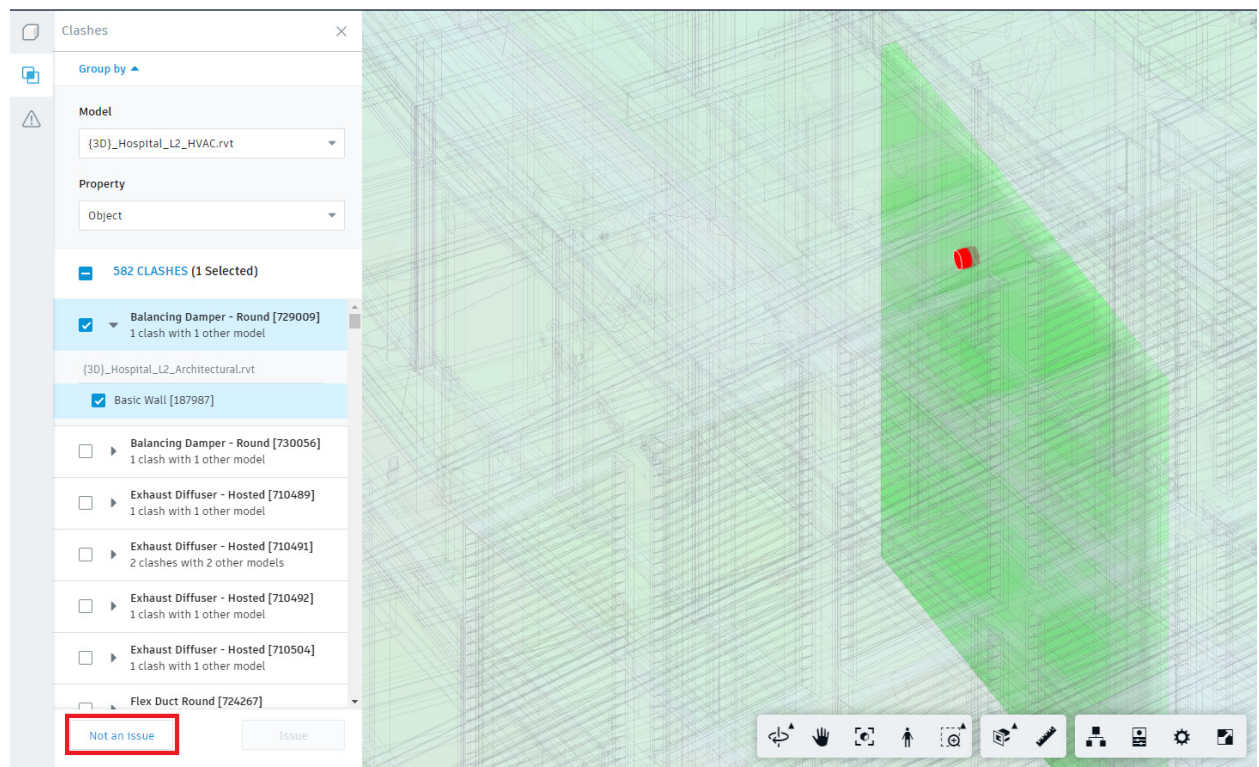 Clashes
Group by
Model
{3D}_Hospital_L2_HVAC.rvt
Property
Object
582 CLASHES (1 Selected)
Balancing Damper - Round [729009]
1 clash with 1 other model
{3D}_Hospital_L2_Architectural.rvt
Basic Wall [187987]
Balancing Damper - Round [730056]
1 clash with 1 other model
Exhaust Diffuser - Hosted [710489]
1 clash with 1 other model
Exhaust Diffuser - Hosted [710491]
2 clashes with 2 other models
Exhaust Diffuser - Hosted [710492]
1 clash with 1 other model
Exhaust Diffuser - Hosted [710504]
1 clash with 1 other model
Flex Duct Round [724267]
Not an Issue
Issue